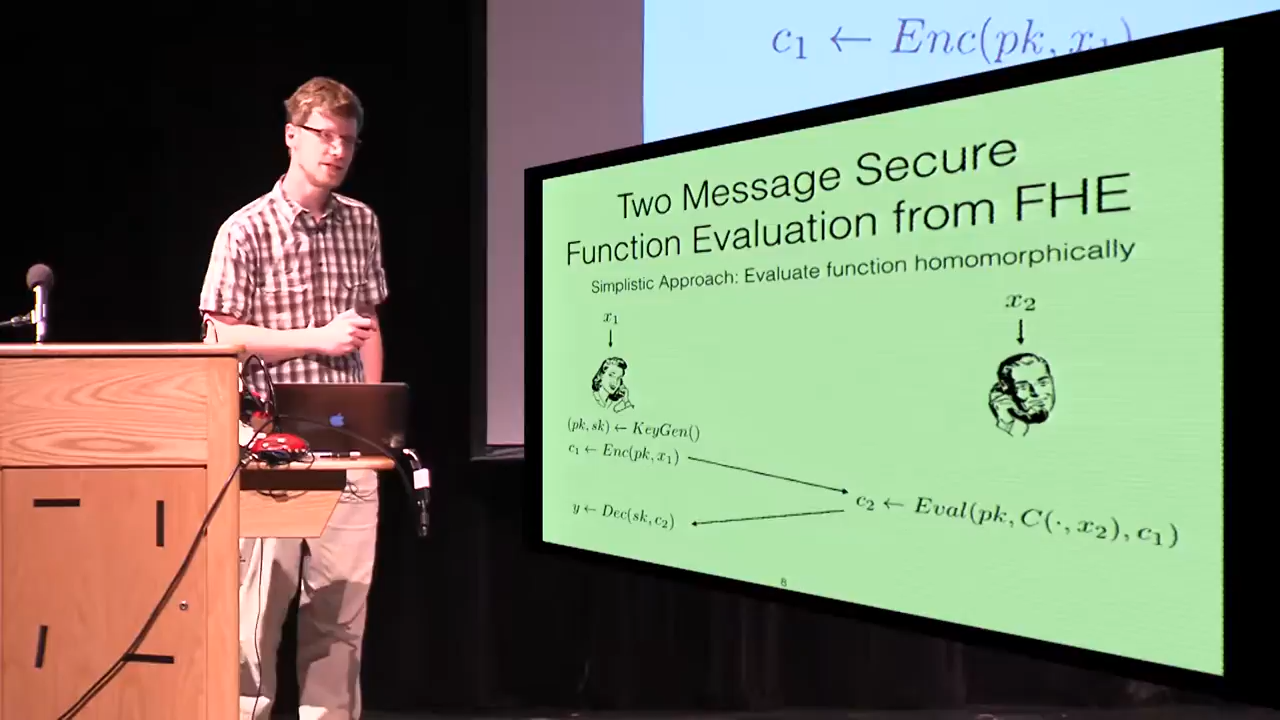 c₁ ← Enc(pk, x₁)
Two Message Secure
Function Evaluation from FHE
Simplistic Approach: Evaluate function homomorphically
x₁
x₂
(pk, sk) ← KeyGen()
c₁ ← Enc(pk, x₁)
c₂ ← Eval(pk, C(·, x₂), c₁)
y ← Dec(sk, c₂)
8